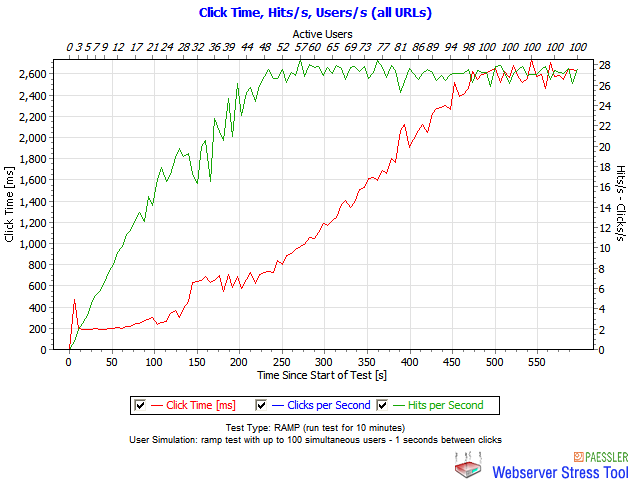 Click Time, Hits/s, Users/s (all URLs)
Active Users
0 3 5 7 9 12 17 21 24 28 31 36 39 44 48 52 57 60 65 69 73 77 81 86 89 94 98 100 100 100 100
Click Time [ms]
2,600
2,400
2,200
2,000
1,800
1,600
1,400
1,200
1,000
800
600
400
200
0
28
26
24
22
20
18
16
14
12
10
8
6
4
2
0
Hits/s - Clicks/s
0 50 100 150 200 250 300 350 400 450 500 550
Time Since Start of Test [s]
Click Time [ms] Clicks per Second Hits per Second
Test Type: RAMP (run test for 10 minutes)
User Simulation: ramp test with up to 100 simultaneous users - 1 seconds between clicks
PAESSLER
Webserver Stress Tool